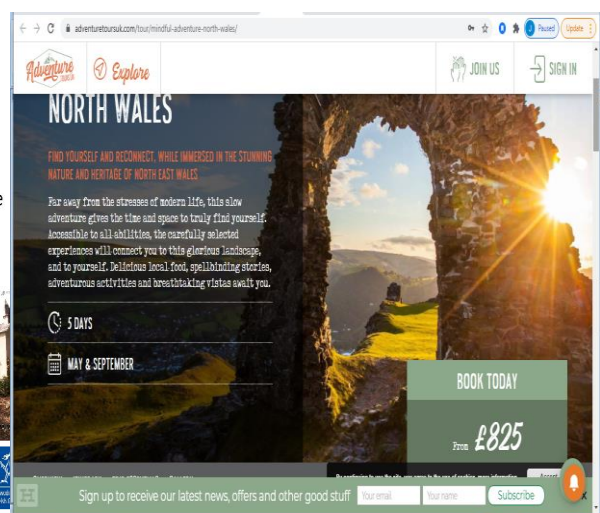 adventuretoursuk.com/tour/mindful-adventure-north-wales/
Paused
Update
Adventure
Explore
JOIN US
SIGN IN
NORTH WALES
FIND YOURSELF AND RECONNECT, WHILE IMMERSED IN THE STUNNING
NATURE AND HERITAGE OF NORTH EAST WALES
Far away from the stresses of modern life, this slow
adventure gives the time and space to truly find yourself.
Accessible to all-abilities, the carefully selected
experiences will connect you to this glorious landscape,
and to yourself. Delicious local food, spellbinding stories,
adventurous activities and breathtaking vistas await you.
5 DAYS
MAY & SEPTEMBER
BOOK TODAY
From £825
Sign up to receive our latest news, offers and other good stuff
Your email
Your name
Subscribe